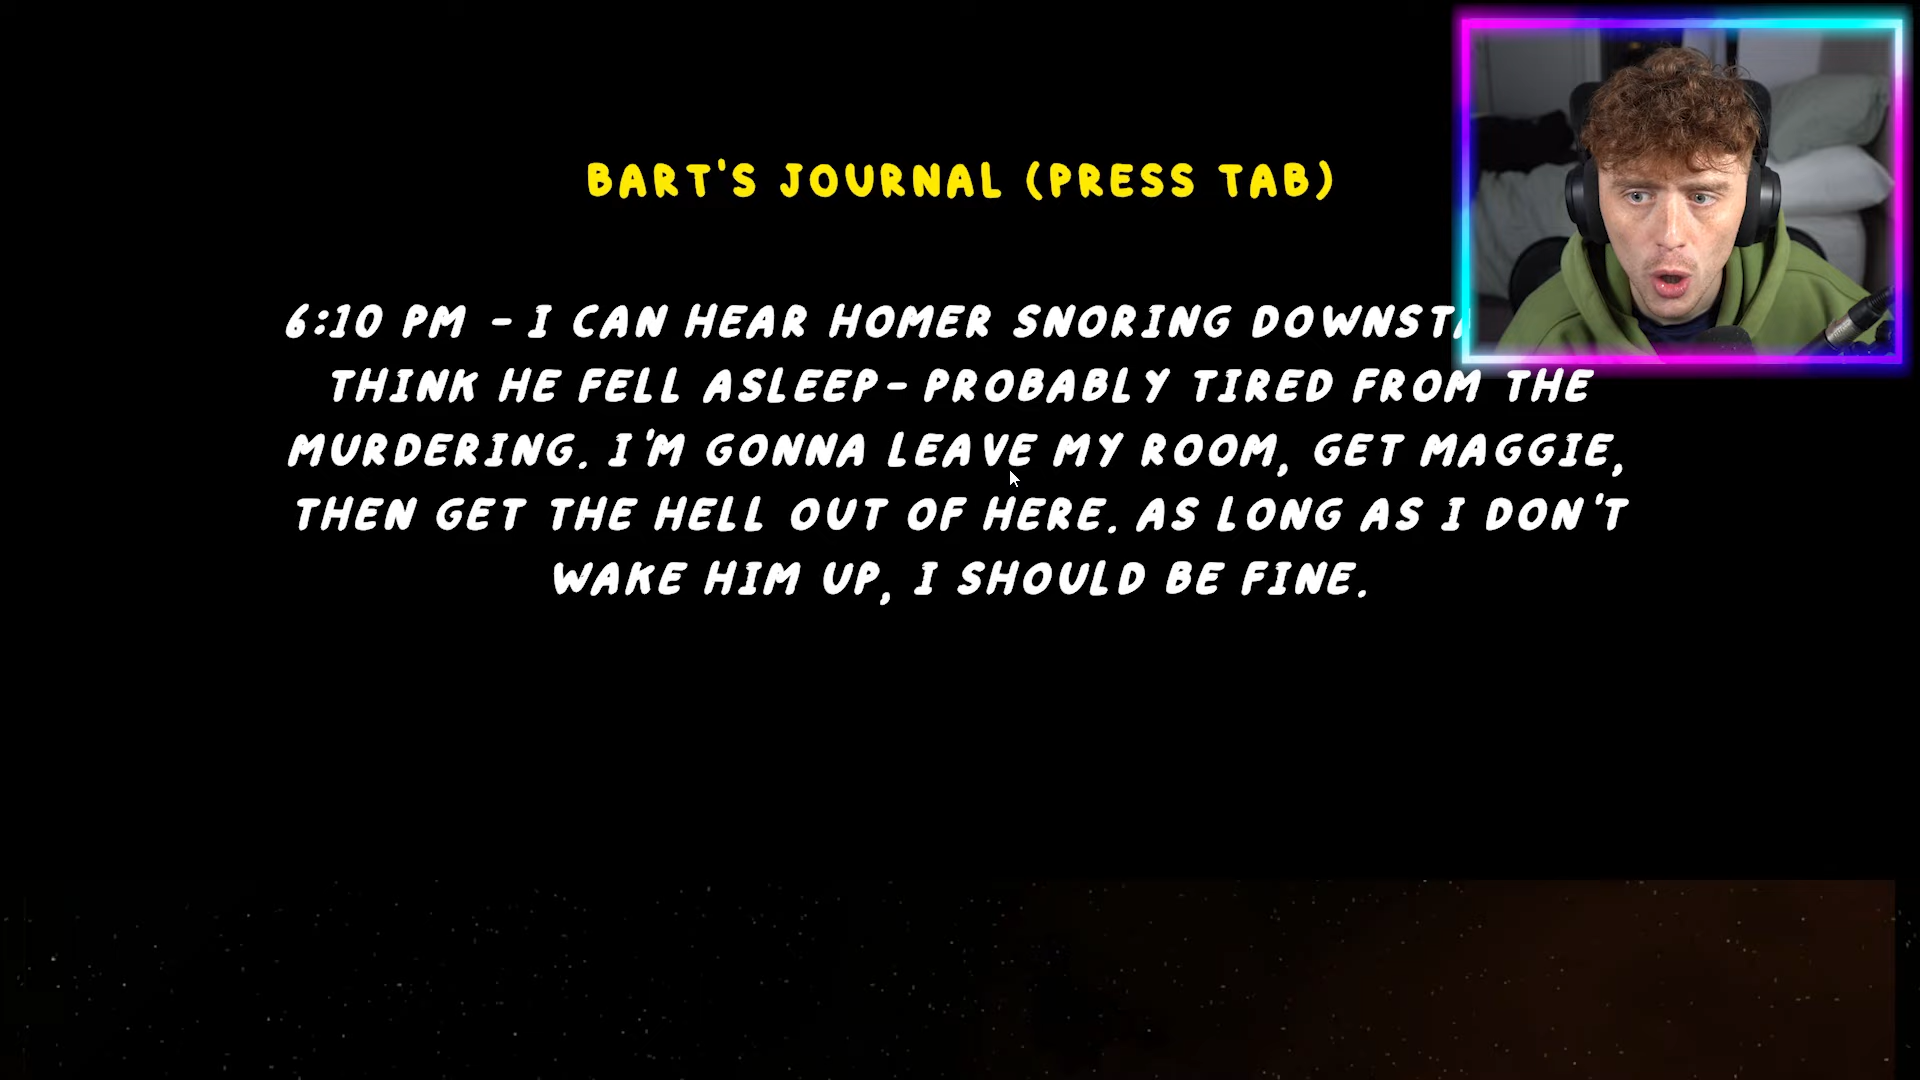 BART'S JOURNAL (PRESS TAB)
6:10 PM - I CAN HEAR HOMER SNORING
THINK HE FELL ASLEEP- PROBABLY TIRED FROM THE
MURDERING. I'M GONNA LEAVE MY ROOM, GET MAGGIE,
THEN GET THE HELL OUT OF HERE. AS LONG AS I DON'T
WAKE HIM UP, I SHOULD BE FINE.